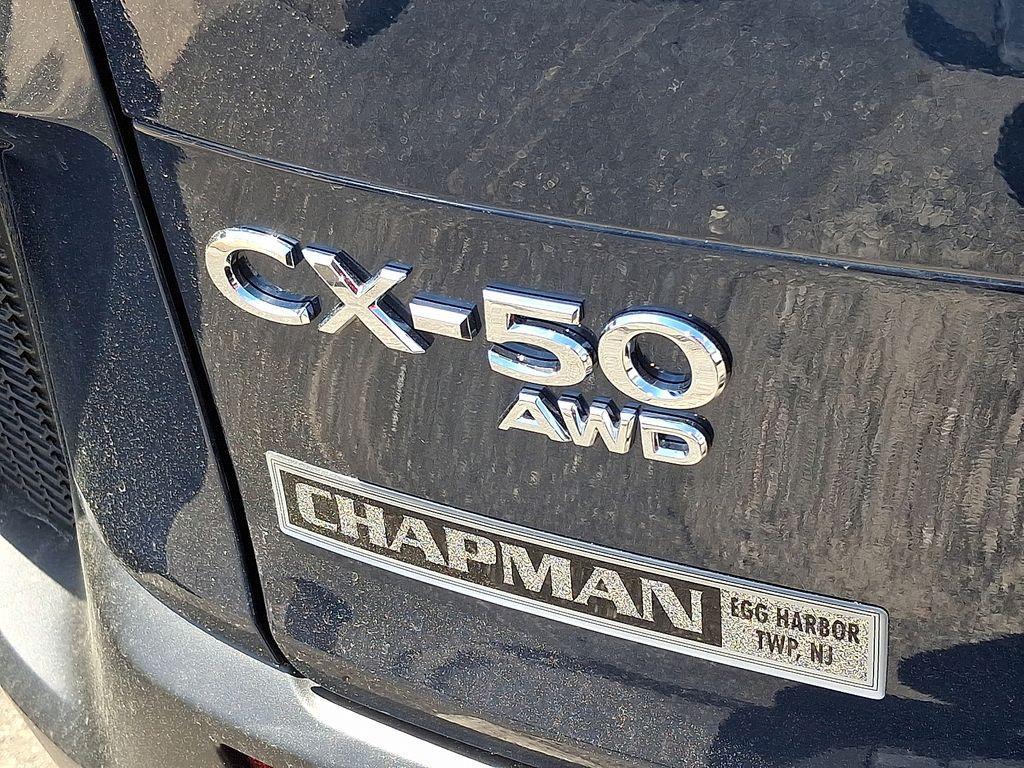 CX-50
AWD
CHAPMAN
EGG HARBOR
TWP, NJ